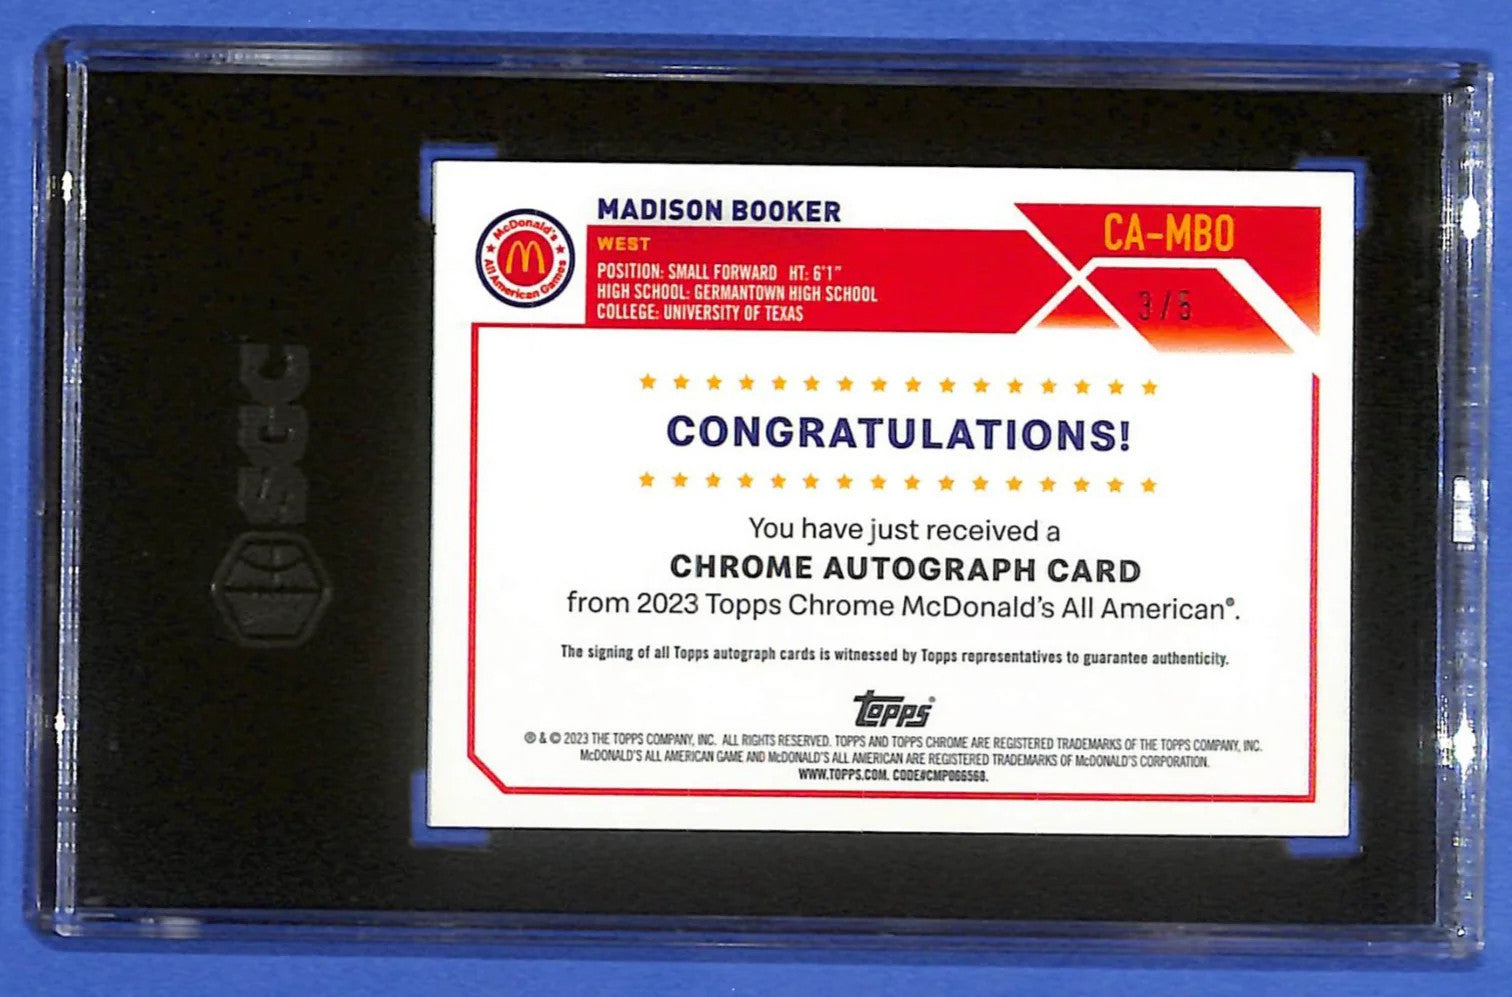 SGC
McDonald's
All American Games
MADISON BOOKER
WEST
POSITION: SMALL FORWARD HT: 6'1"
HIGH SCHOOL: GERMANTOWN HIGH SCHOOL
COLLEGE: UNIVERSITY OF TEXAS
CA-MBO
3/5
CONGRATULATIONS!
You have just received a
CHROME AUTOGRAPH CARD
from 2023 Topps Chrome McDonald's All American®.
The signing of all Topps autograph cards is witnessed by Topps representatives to guarantee authenticity.
Topps®
® & © 2023 THE TOPPS COMPANY, INC. ALL RIGHTS RESERVED. TOPPS AND TOPPS CHROME ARE REGISTERED TRADEMARKS OF THE TOPPS COMPANY, INC.
McDONALD'S ALL AMERICAN GAME AND McDONALD'S ALL AMERICAN ARE REGISTERED TRADEMARKS OF McDONALD'S CORPORATION.
WWW.TOPPS.COM. CODE#CMP066568.